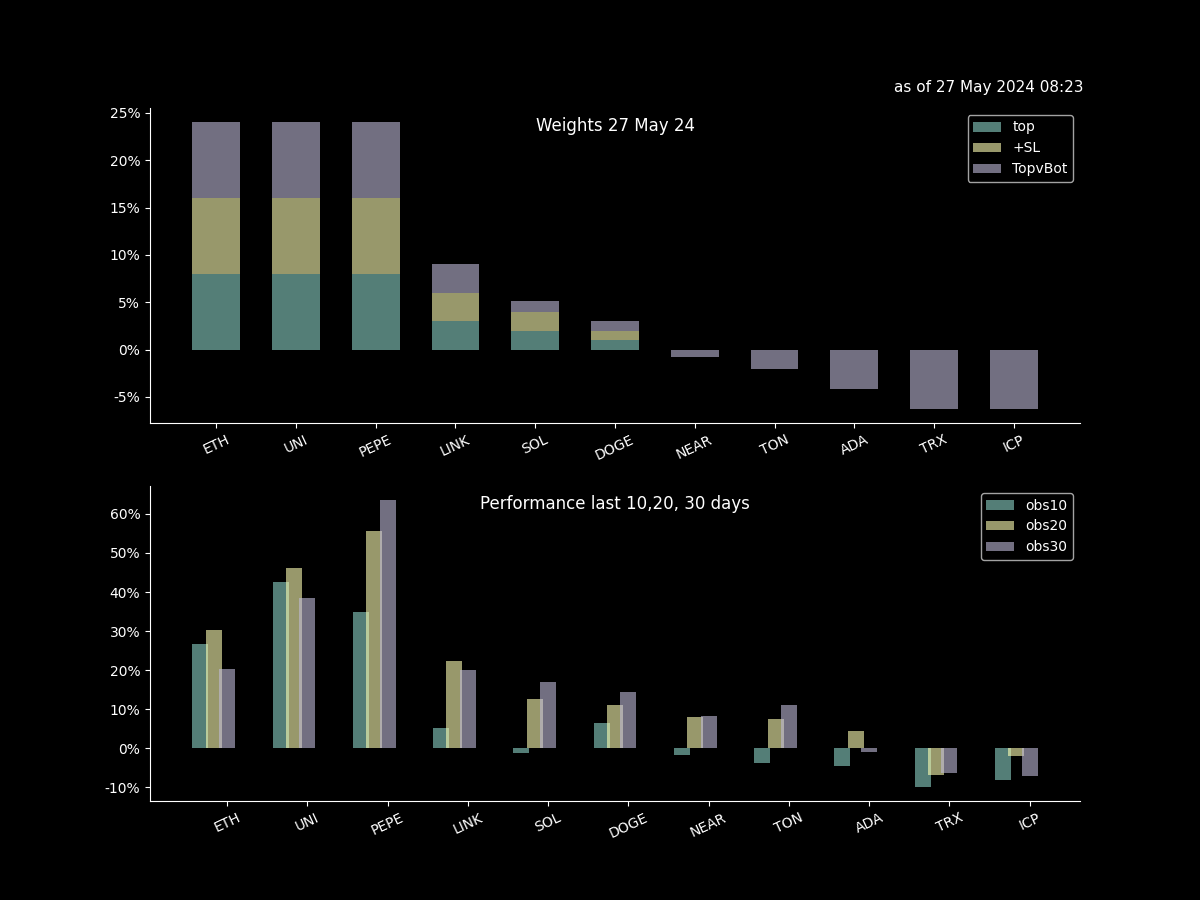 as of 27 May 2024 08:23
Weights 27 May 24
top
+SL
TopvBot
25%
20%
15%
10%
5%
0%
-5%
ETH UNI PEPE LINK SOL DOGE NEAR TON ADA TRX ICP
Performance last 10,20, 30 days
obs10
obs20
obs30
60%
50%
40%
30%
20%
10%
0%
-10%
ETH UNI PEPE LINK SOL DOGE NEAR TON ADA TRX ICP